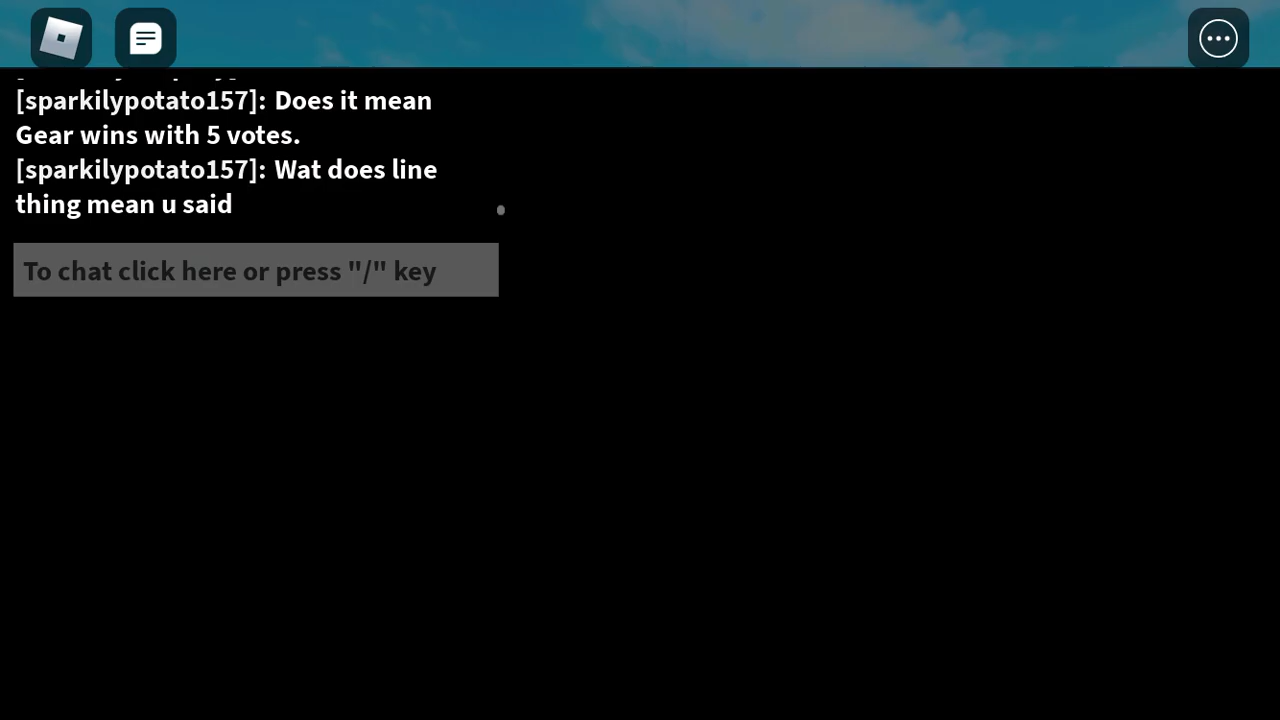 [sparkilypotato157]: Does it mean
Gear wins with 5 votes.
[sparkilypotato157]: Wat does line
thing mean u said
To chat click here or press "/" key